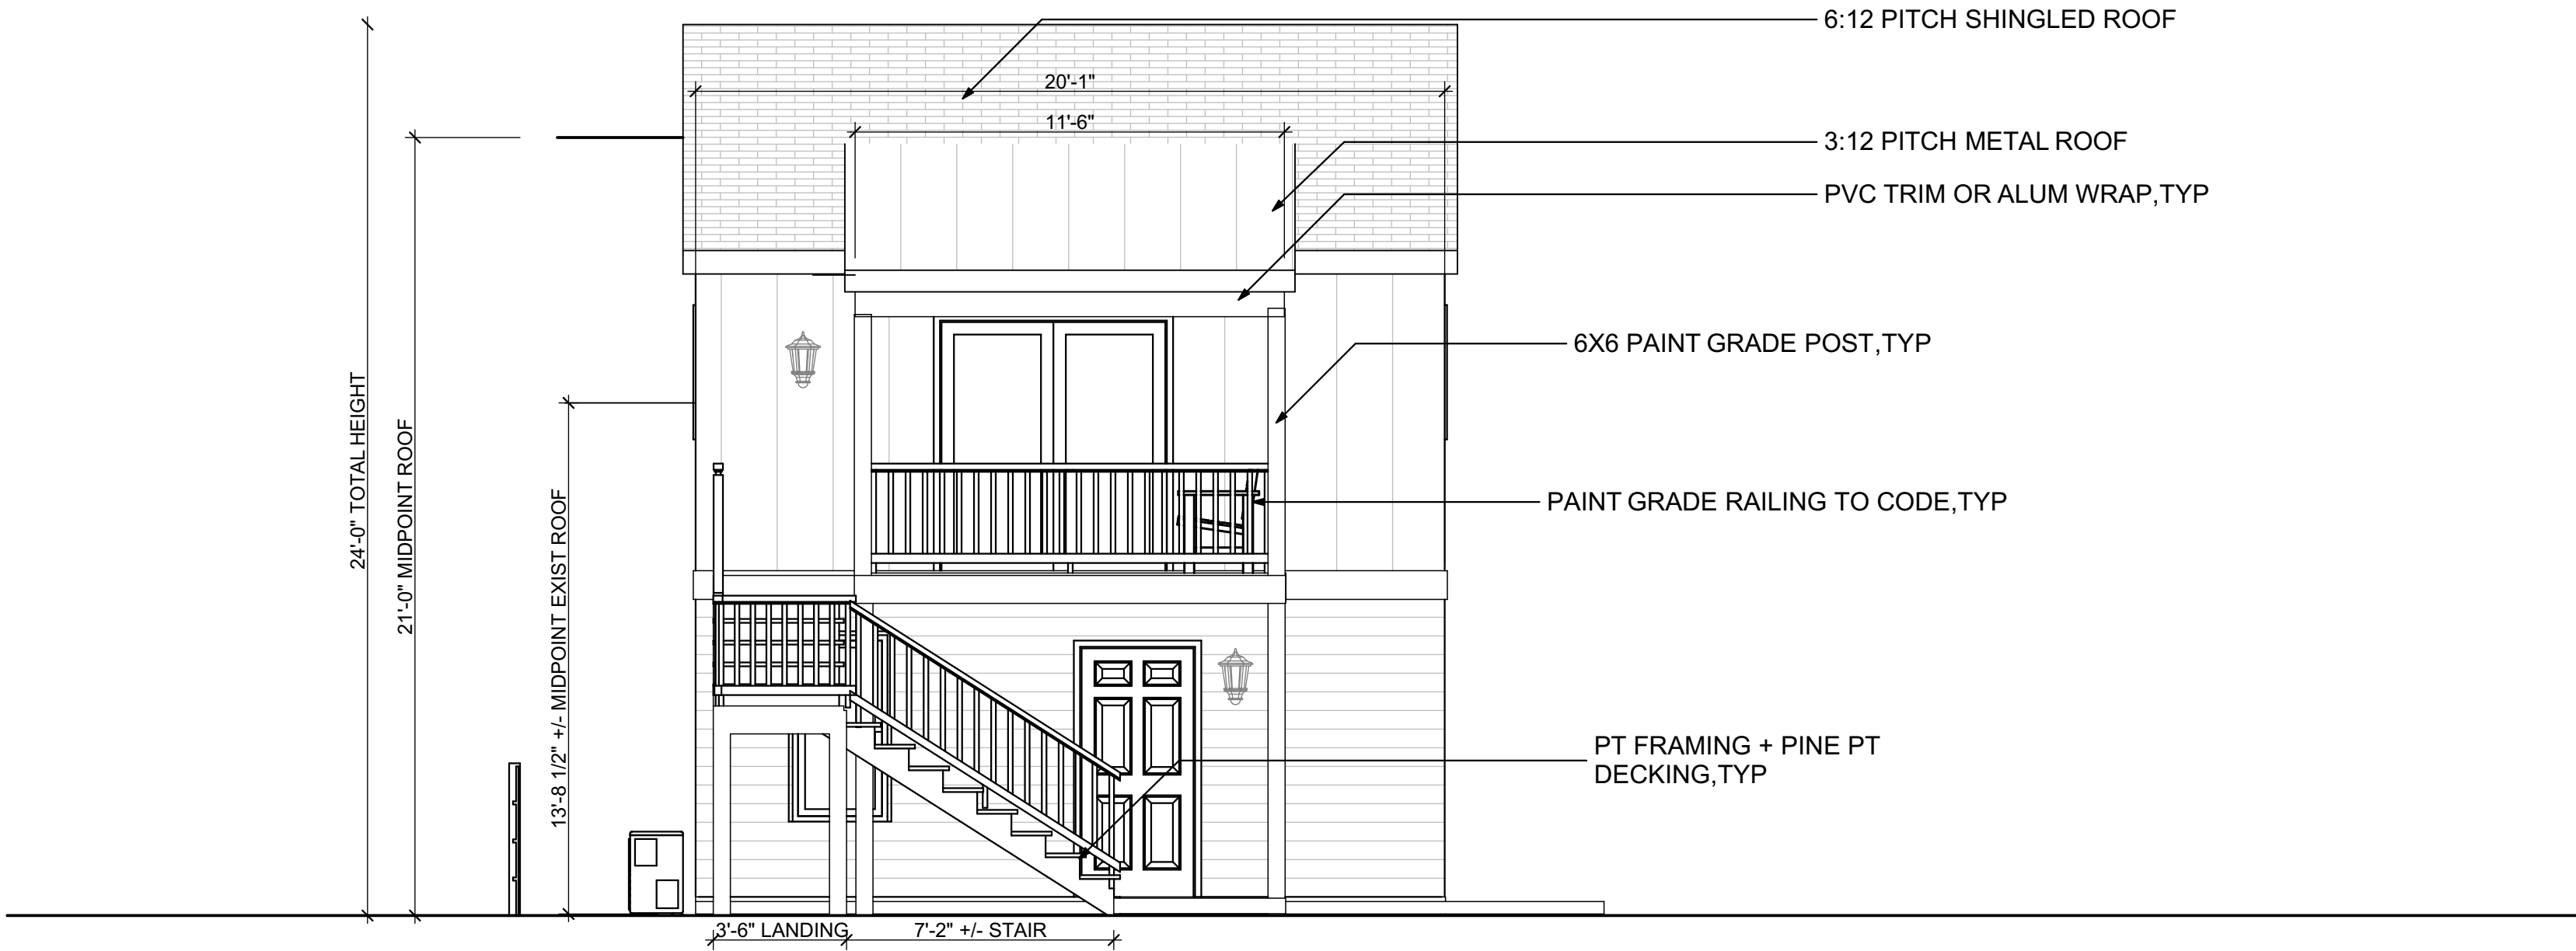 6:12 PITCH SHINGLED ROOF
20'-1"
11'-6"
3:12 PITCH METAL ROOF
PVC TRIM OR ALUM WRAP,TYP
6X6 PAINT GRADE POST,TYP
24'-0" TOTAL HEIGHT
21'-0" MIDPOINT ROOF
13'-8 1/2" +/- MIDPOINT EXIST ROOF
PAINT GRADE RAILING TO CODE,TYP
PT FRAMING + PINE PT
DECKING,TYP
3'-6" LANDING
7'-2" +/- STAIR